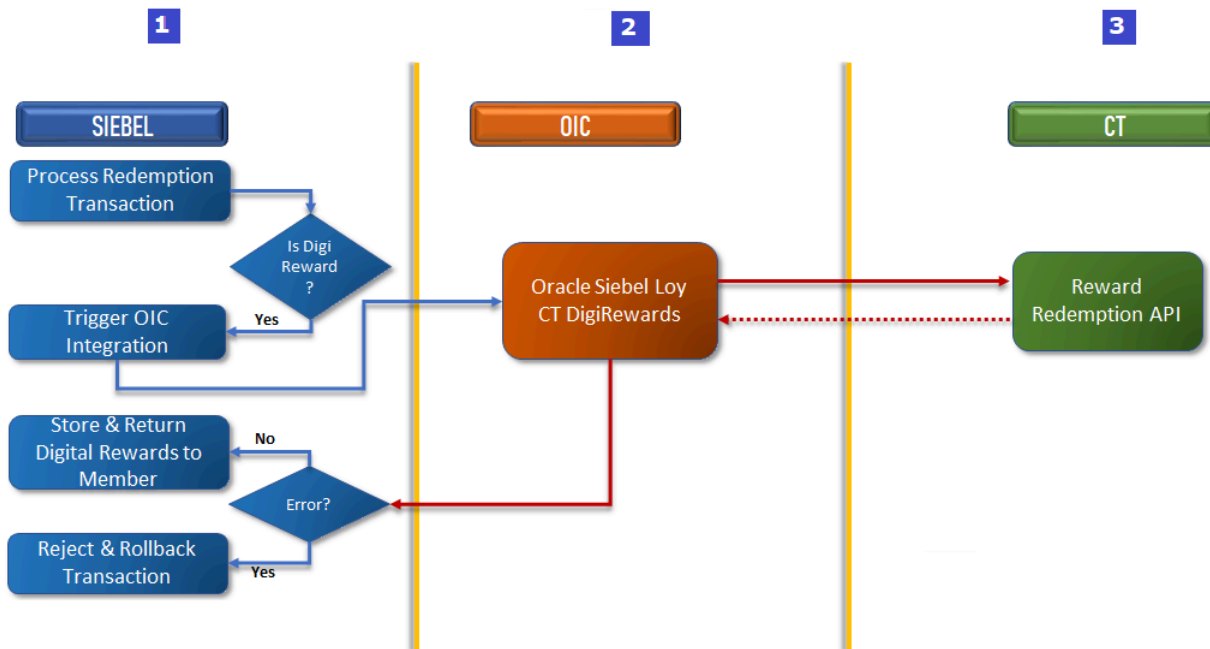 1
2
3
SIEBEL
OIC
CT
Process Redemption
Transaction
Is Digi
Reward
?
Yes
Trigger OIC
Integration
Oracle Siebel Loy
CT DigiRewards
Reward
Redemption API
Store & Return
Digital Rewards to
Member
No
Error?
Yes
Reject & Rollback
Transaction